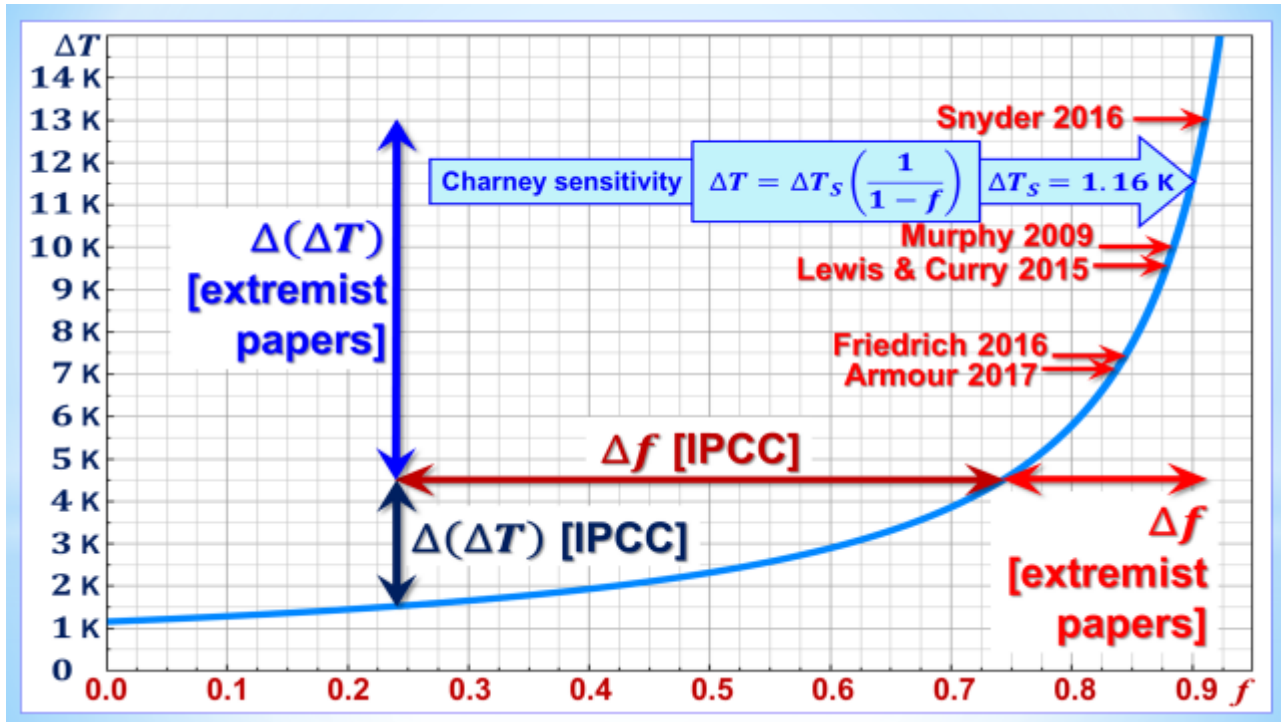 ΔT
14 K
13 K
12 K
11 K
10 K
9 K
8 K
7 K
6 K
5 K
4 K
3 K
2 K
1 K
0
Snyder 2016
Charney sensitivity ΔT = ΔT_S (1/(1 − f)) ΔT_S = 1.16 K
Δ(ΔT)
[extremist
papers]
Murphy 2009
Lewis & Curry 2015
Friedrich 2016
Armour 2017
Δf [IPCC]
Δ(ΔT) [IPCC]
Δf
[extremist
papers]
0.0 0.1 0.2 0.3 0.4 0.5 0.6 0.7 0.8 0.9 f